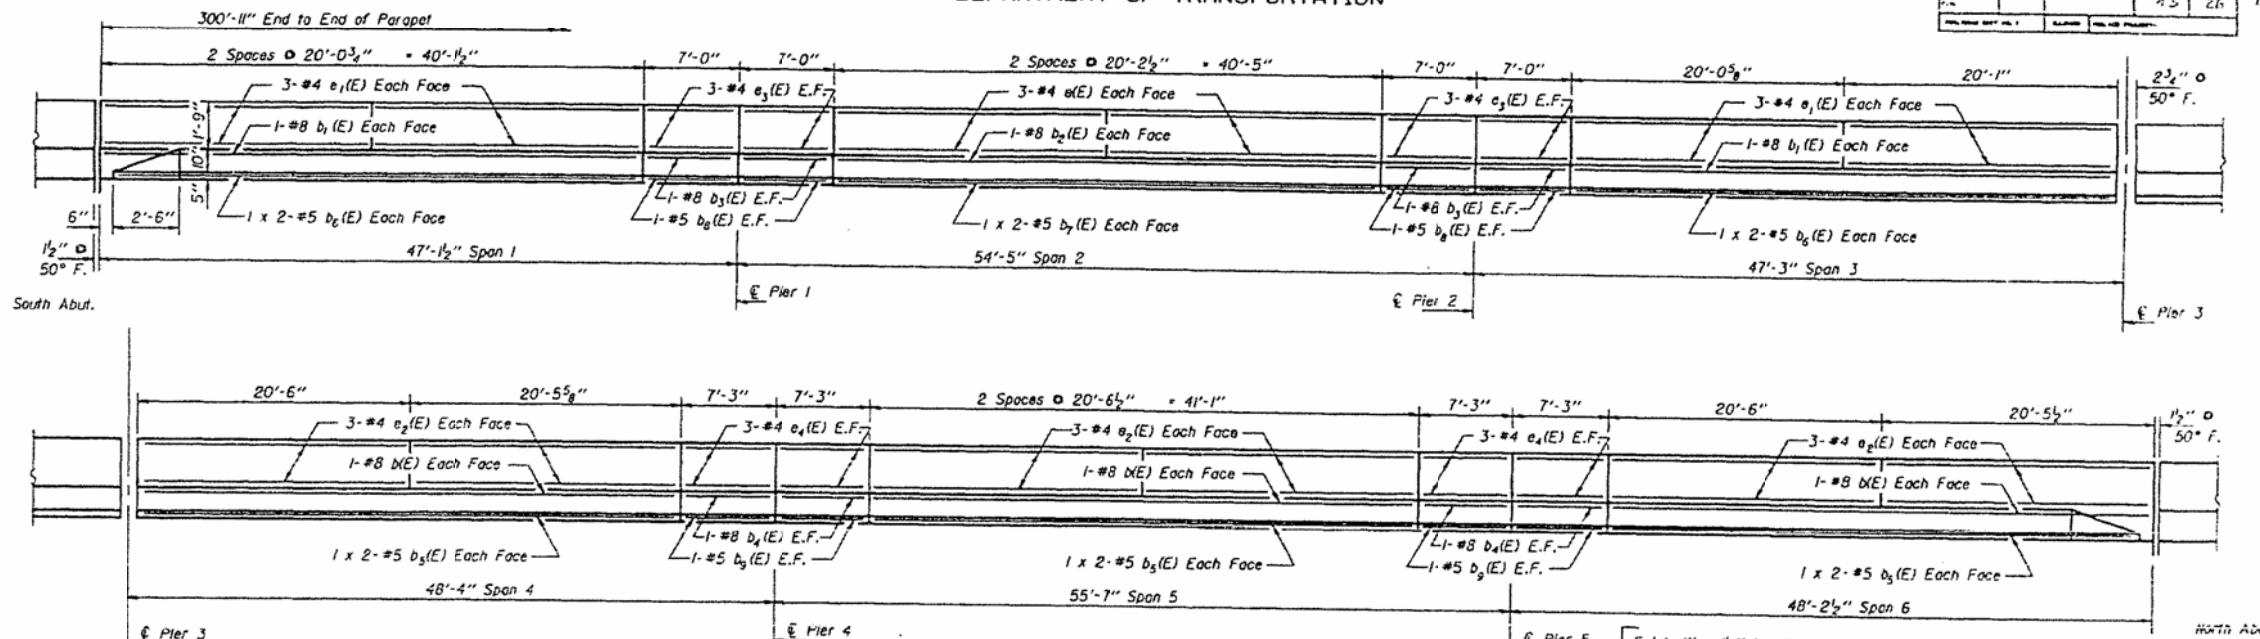 DEPARTMENT OF TRANSPORTATION
300'-11" End to End of Parapet
2 Spaces @ 20'-0¾" = 40'-1½"
7'-0" 7'-0"
2 Spaces @ 20'-2½" = 40'-5"
7'-0" 7'-0"
20'-0⅝" 20'-1"
2¾" @
50° F.
3-#4 e₁(E) Each Face
3-#4 e₃(E) E.F.
3-#4 e(E) Each Face
3-#4 e₃(E) E.F.
3-#4 e₁(E) Each Face
1'-9"
10"
5"
1-#8 b₁(E) Each Face
1-#8 b₂(E) Each Face
1-#8 b₁(E) Each Face
1-#8 b₃(E) E.F.
1-#5 b₈(E) E.F.
1-#8 b₃(E) E.F.
1-#5 b₈(E) E.F.
6" 2'-6"
1 x 2-#5 b₆(E) Each Face
1 x 2-#5 b₇(E) Each Face
1 x 2-#5 b₆(E) Each Face
1½" @
50° F.
47'-1½" Span 1
54'-5" Span 2
47'-3" Span 3
South Abut.
℄ Pier 1
℄ Pier 2
℄ Pier 3
20'-6" 20'-5⅝"
7'-3" 7'-3"
2 Spaces @ 20'-6½" = 41'-1"
7'-3" 7'-3"
20'-6" 20'-5½"
1½" @
50° F.
3-#4 e₂(E) Each Face
3-#4 e₄(E) E.F.
3-#4 e₂(E) Each Face
3-#4 e₄(E) E.F.
3-#4 e₂(E) Each Face
1-#8 b(E) Each Face
1-#8 b(E) Each Face
1-#8 b(E) Each Face
1-#8 b₄(E) E.F.
1-#5 b₉(E) E.F.
1-#8 b₄(E) E.F.
1-#5 b₉(E) E.F.
1 x 2-#5 b₅(E) Each Face
1 x 2-#5 b₅(E) Each Face
1 x 2-#5 b₅(E) Each Face
48'-4" Span 4
55'-7" Span 5
48'-2½" Span 6
℄ Pier 3
℄ Pier 4
℄ Pier 5